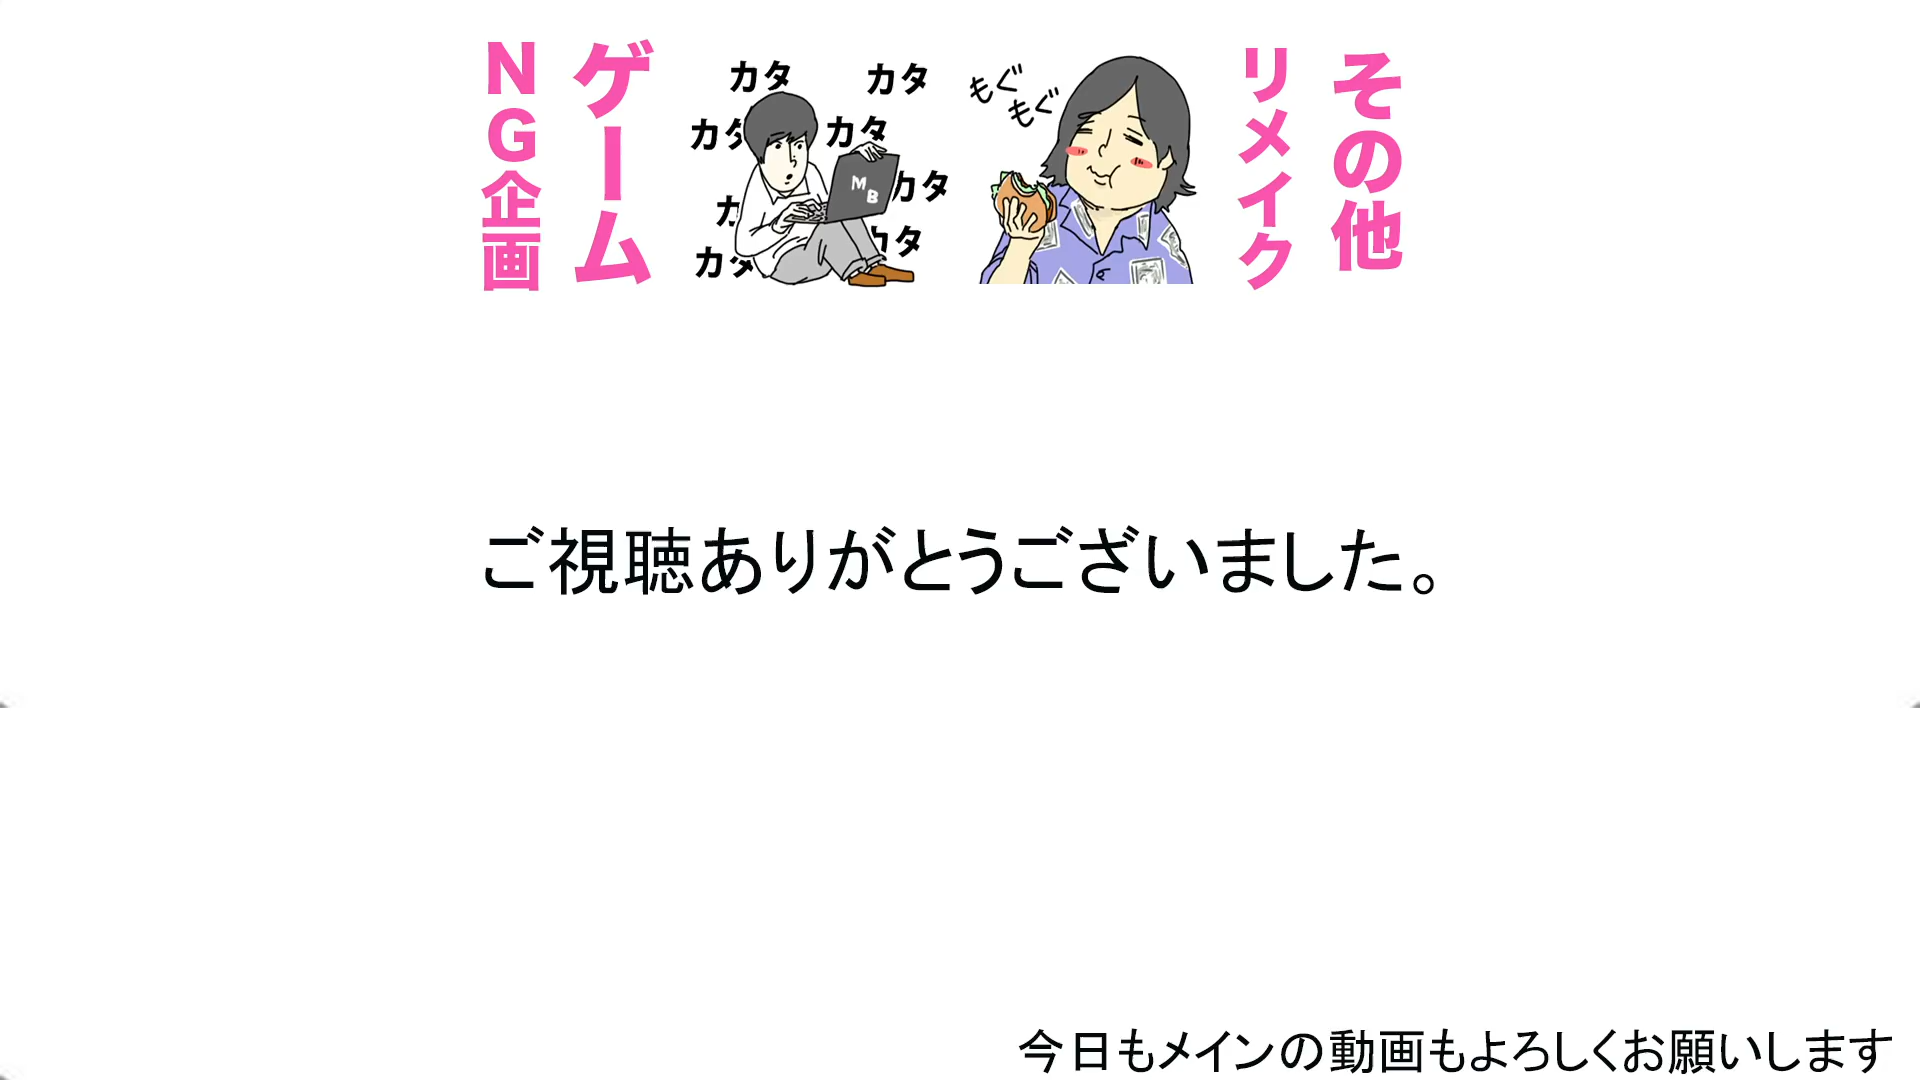 その他
リメイク
もぐ
もぐ
カタ
カタ
カタ
カタ
カタ
カ
カタ
カタ
M
B
ゲーム
NG企画
ご視聴ありがとうございました。
今日もメインの動画もよろしくお願いします